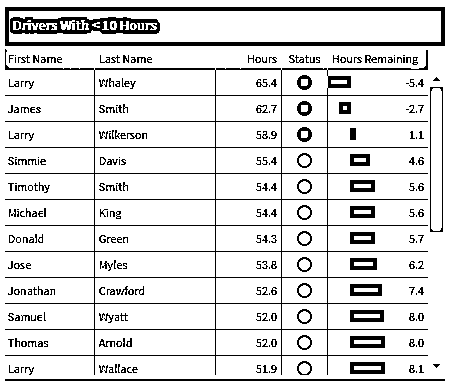 Drivers With < 10 Hours
First Name Last Name Hours Status Hours Remaining
Larry Whaley 65.4 -5.4
James Smith 62.7 -2.7
Larry Wilkerson 58.9 1.1
Simmie Davis 55.4 4.6
Timothy Smith 54.4 5.6
Michael King 54.4 5.6
Donald Green 54.3 5.7
Jose Myles 53.8 6.2
Jonathan Crawford 52.6 7.4
Samuel Wyatt 52.0 8.0
Thomas Arnold 52.0 8.0
Larry Wallace 51.9 8.1